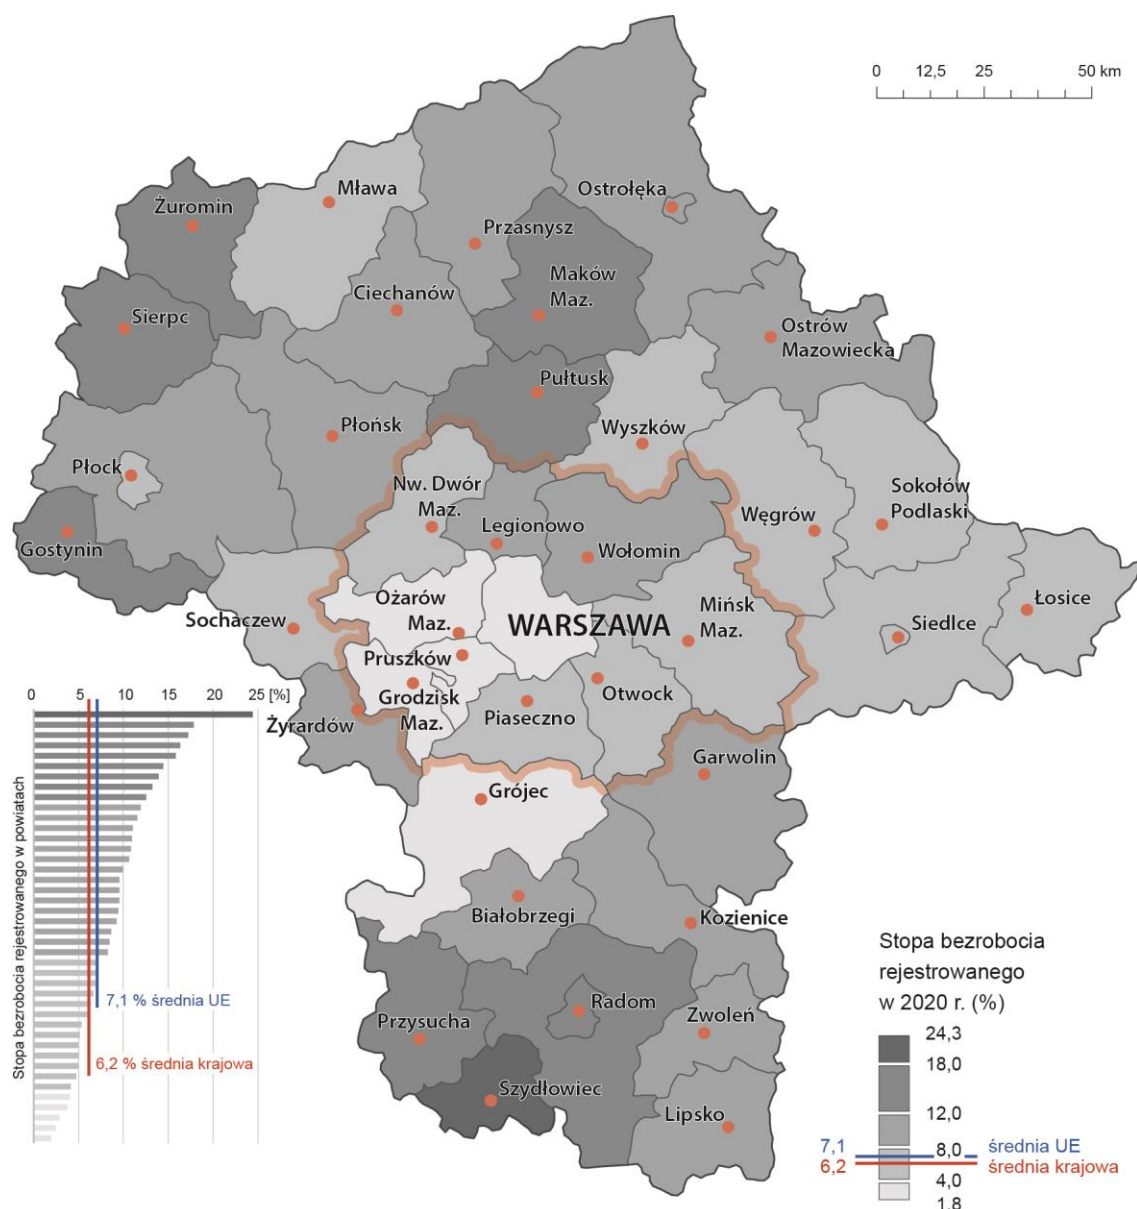 0 12,5 25 50 km
Mława
Żuromin
Ostrołęka
Przasnysz
Maków
Maz.
Ciechanów
Sierpc
Ostrów
Mazowiecka
Pułtusk
Płońsk
Wyszków
Płock
Nw. Dwór
Maz.
Sokołów
Podlaski
Węgrów
Legionowo
Gostynin
Wołomin
Ożarów
Maz.
WARSZAWA
Mińsk
Maz.
Sochaczew
Siedlce
Łosice
Pruszków
Grodzisk
Maz.
Otwock
Piaseczno
Żyrardów
Garwolin
Grójec
Białobrzegi
Kozienice
Radom
Przysucha
Zwoleń
Szydłowiec
Lipsko
0 5 10 15 20 25 [%]
Stopa bezrobocia rejestrowanego w powiatach
7,1 % średnia UE
6,2 % średnia krajowa
Stopa bezrobocia
rejestrowanego
w 2020 r. (%)
24,3
18,0
12,0
8,0
4,0
1,8
7,1 średnia UE
6,2 średnia krajowa